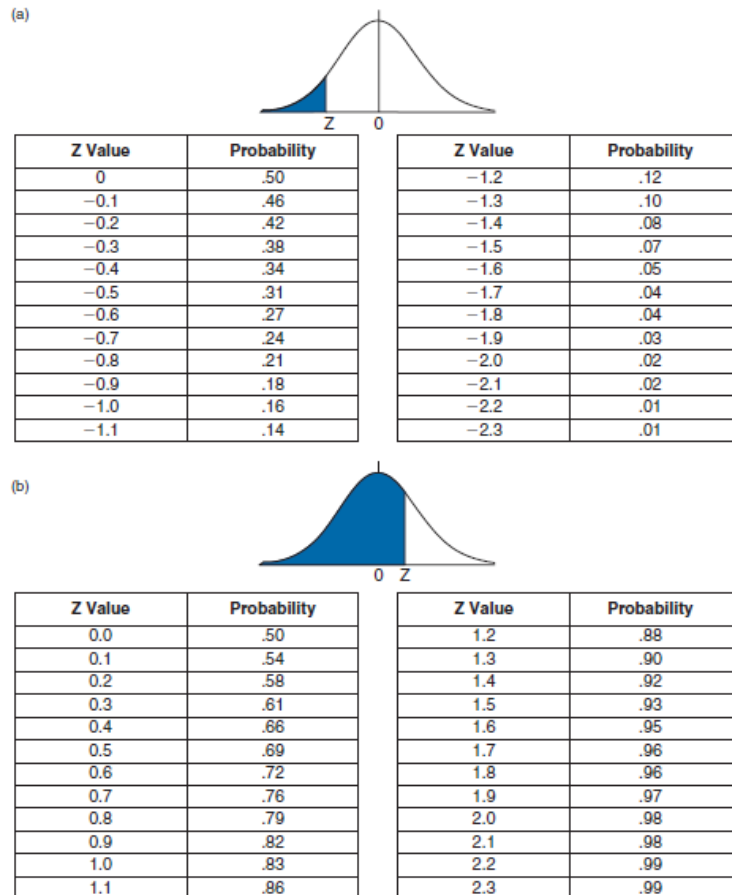 (a)
Z 0
Z Value Probability Z Value Probability
0 .50 −1.2 .12
−0.1 .46 −1.3 .10
−0.2 .42 −1.4 .08
−0.3 .38 −1.5 .07
−0.4 .34 −1.6 .05
−0.5 .31 −1.7 .04
−0.6 .27 −1.8 .04
−0.7 .24 −1.9 .03
−0.8 .21 −2.0 .02
−0.9 .18 −2.1 .02
−1.0 .16 −2.2 .01
−1.1 .14 −2.3 .01
(b)
0 Z
Z Value Probability Z Value Probability
0.0 .50 1.2 .88
0.1 .54 1.3 .90
0.2 .58 1.4 .92
0.3 .61 1.5 .93
0.4 .66 1.6 .95
0.5 .69 1.7 .96
0.6 .72 1.8 .96
0.7 .76 1.9 .97
0.8 .79 2.0 .98
0.9 .82 2.1 .98
1.0 .83 2.2 .99
1.1 .86 2.3 .99